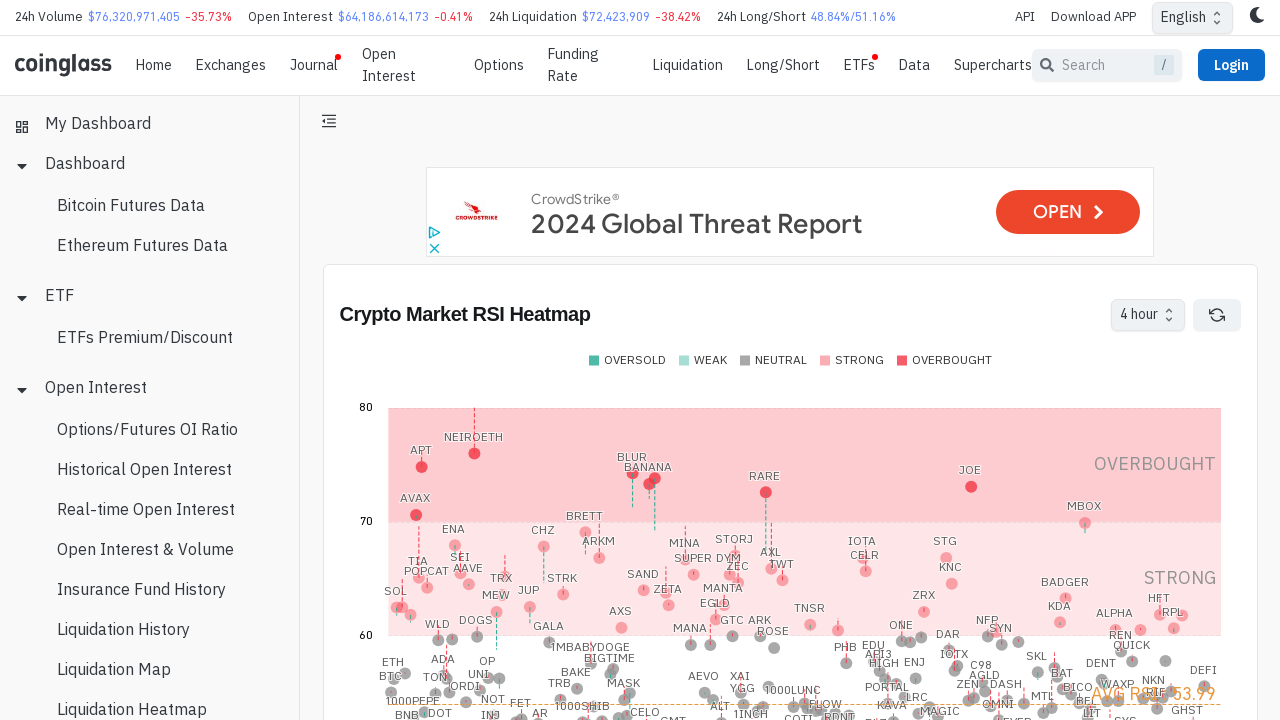 24h Volume $76,320,971,405 -35.73% Open Interest $64,186,614,173 -0.41% 24h Liquidation $72,423,909 -38.42% 24h Long/Short 48.84%/51.16% API Download APP English
coinglass Home Exchanges Journal Open Interest Options Funding Rate Liquidation Long/Short ETFs Data Supercharts Search / Login
My Dashboard
Dashboard
Bitcoin Futures Data
Ethereum Futures Data
ETF
ETFs Premium/Discount
Open Interest
Options/Futures OI Ratio
Historical Open Interest
Real-time Open Interest
Open Interest & Volume
Insurance Fund History
Liquidation History
Liquidation Map
Liquidation Heatmap
CROWDSTRIKE
CrowdStrike®
2024 Global Threat Report
OPEN
Crypto Market RSI Heatmap
4 hour
OVERSOLD WEAK NEUTRAL STRONG OVERBOUGHT
80
NEIROETH
APT
BLUR
BANANA
OVERBOUGHT
RARE
JOE
AVAX
MBOX
70
BRETT
ENA
CHZ
ARKM
MINA
STORJ
IOTA
STG
TIA
SEI
SUPER
DYM
AXL
CELR
POPCAT
AAVE
ZEC
TWT
KNC
STRONG
SOL
TRX
STRK
SAND
BADGER
MEW
JUP
ZETA
MANTA
ZRX
HFT
EGLD
KDA
AXS
TNSR
ALPHA
RPL
WLD
DOGS
GALA
MANA
GTC
ARK
ROSE
ONE
NFP
SYN
60
DAR
REN
1MBABYDOGE
PHB
EDU
QUICK
ETH
ADA
OP
BIGTIME
API3
IOTX
SKL
BTC
TON
UNI
BAKE
AEVO
XAI
HIGH
ENJ
C98
BAT
DENT
DEFI
ORDI
TRB
MASK
YGG
1000LUNC
PORTAL
AGLD
ZEN
DASH
BICO
WAXP
NKN
AVG RSI: 53.99
1000PEPE
NOT
FET
1000SHIB
ALT
FLOW
LRC
KAVA
OMNI
MTL
BEL
RIF
BNB
DOT
INJ
AR
CELO
1INCH
MAGIC
LIT
GHST